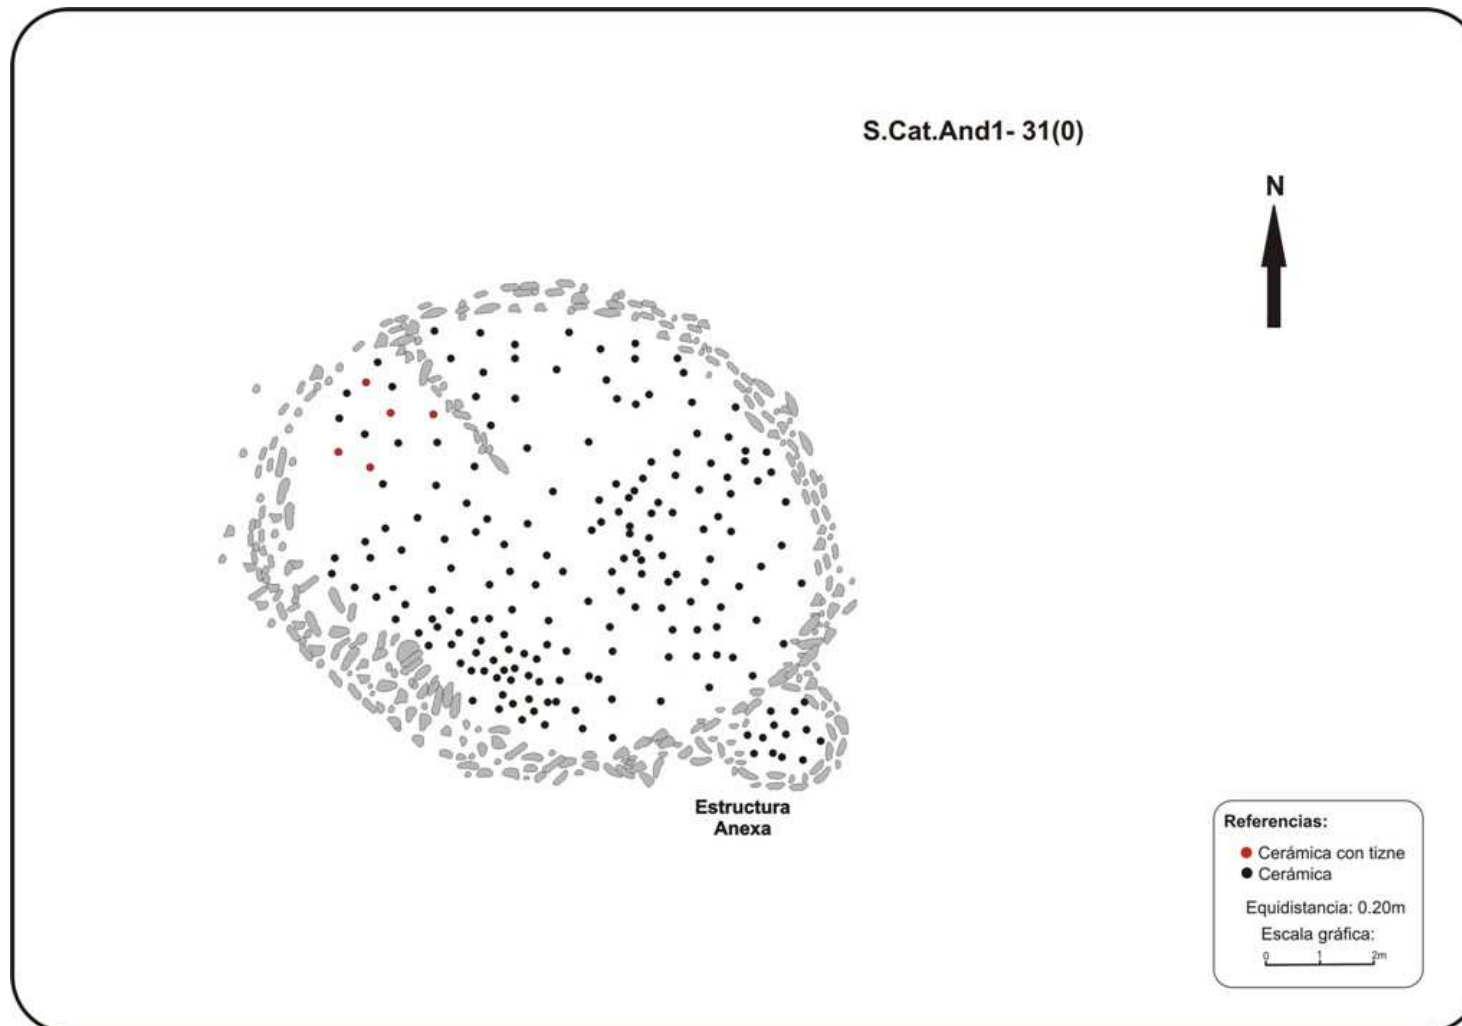 S.Cat.And1- 31(0)
N
Estructura
Anexa
Referencias:
Cerámica con tizne
Cerámica
Equidistancia: 0.20m
Escala gráfica:
0 1 2m